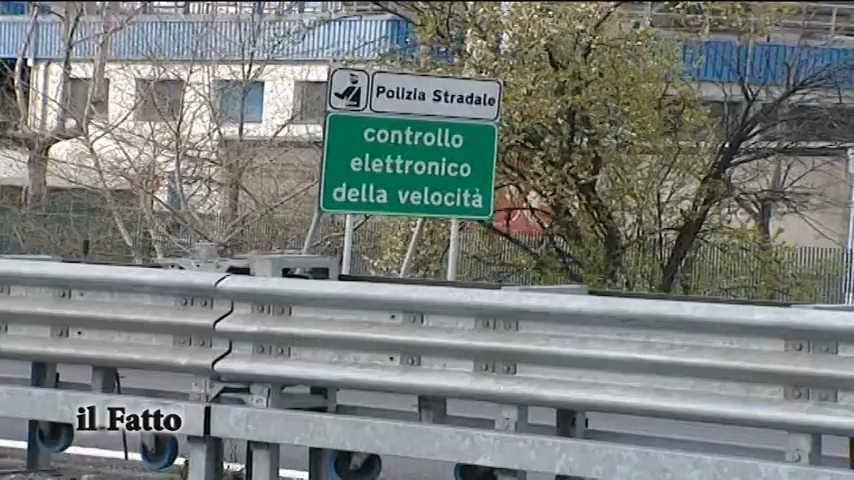 Polizia Stradale
controllo
elettronico
della velocità
il Fatto